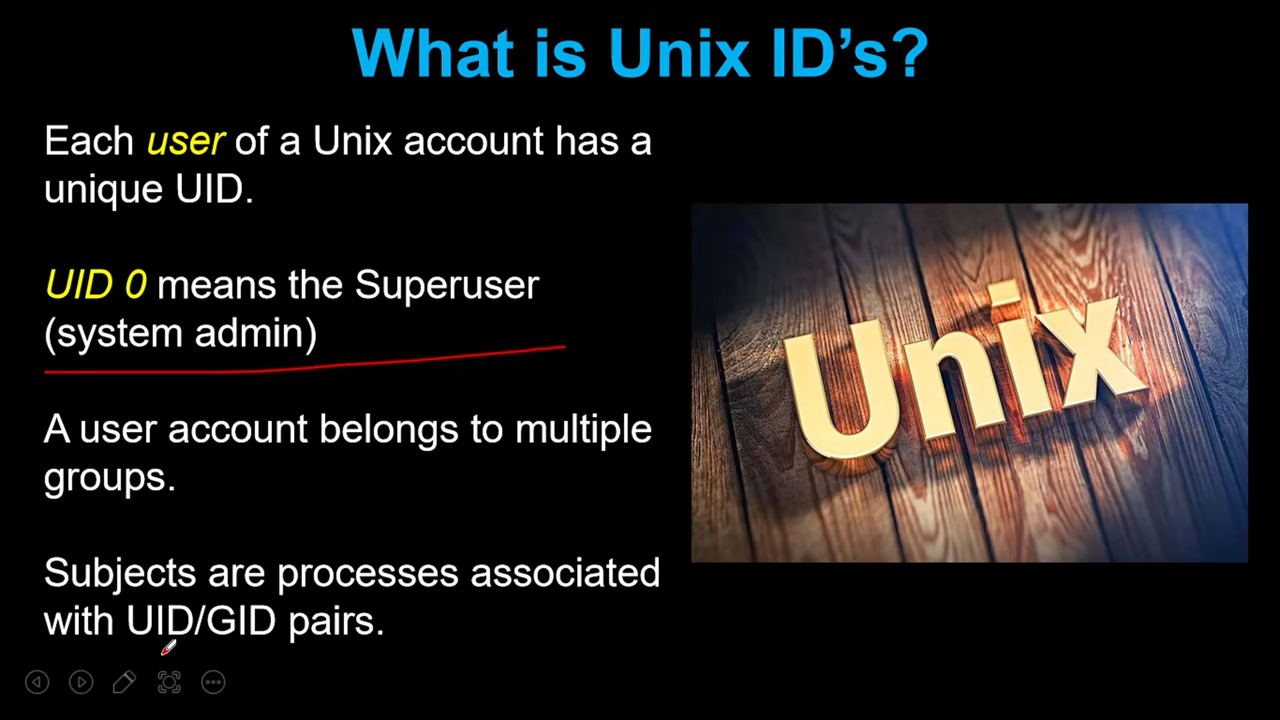 What is Unix ID’s?
Each user of a Unix account has a
unique UID.
UID 0 means the Superuser
(system admin)
A user account belongs to multiple
groups.
Subjects are processes associated
with UID/GID pairs.
Unix